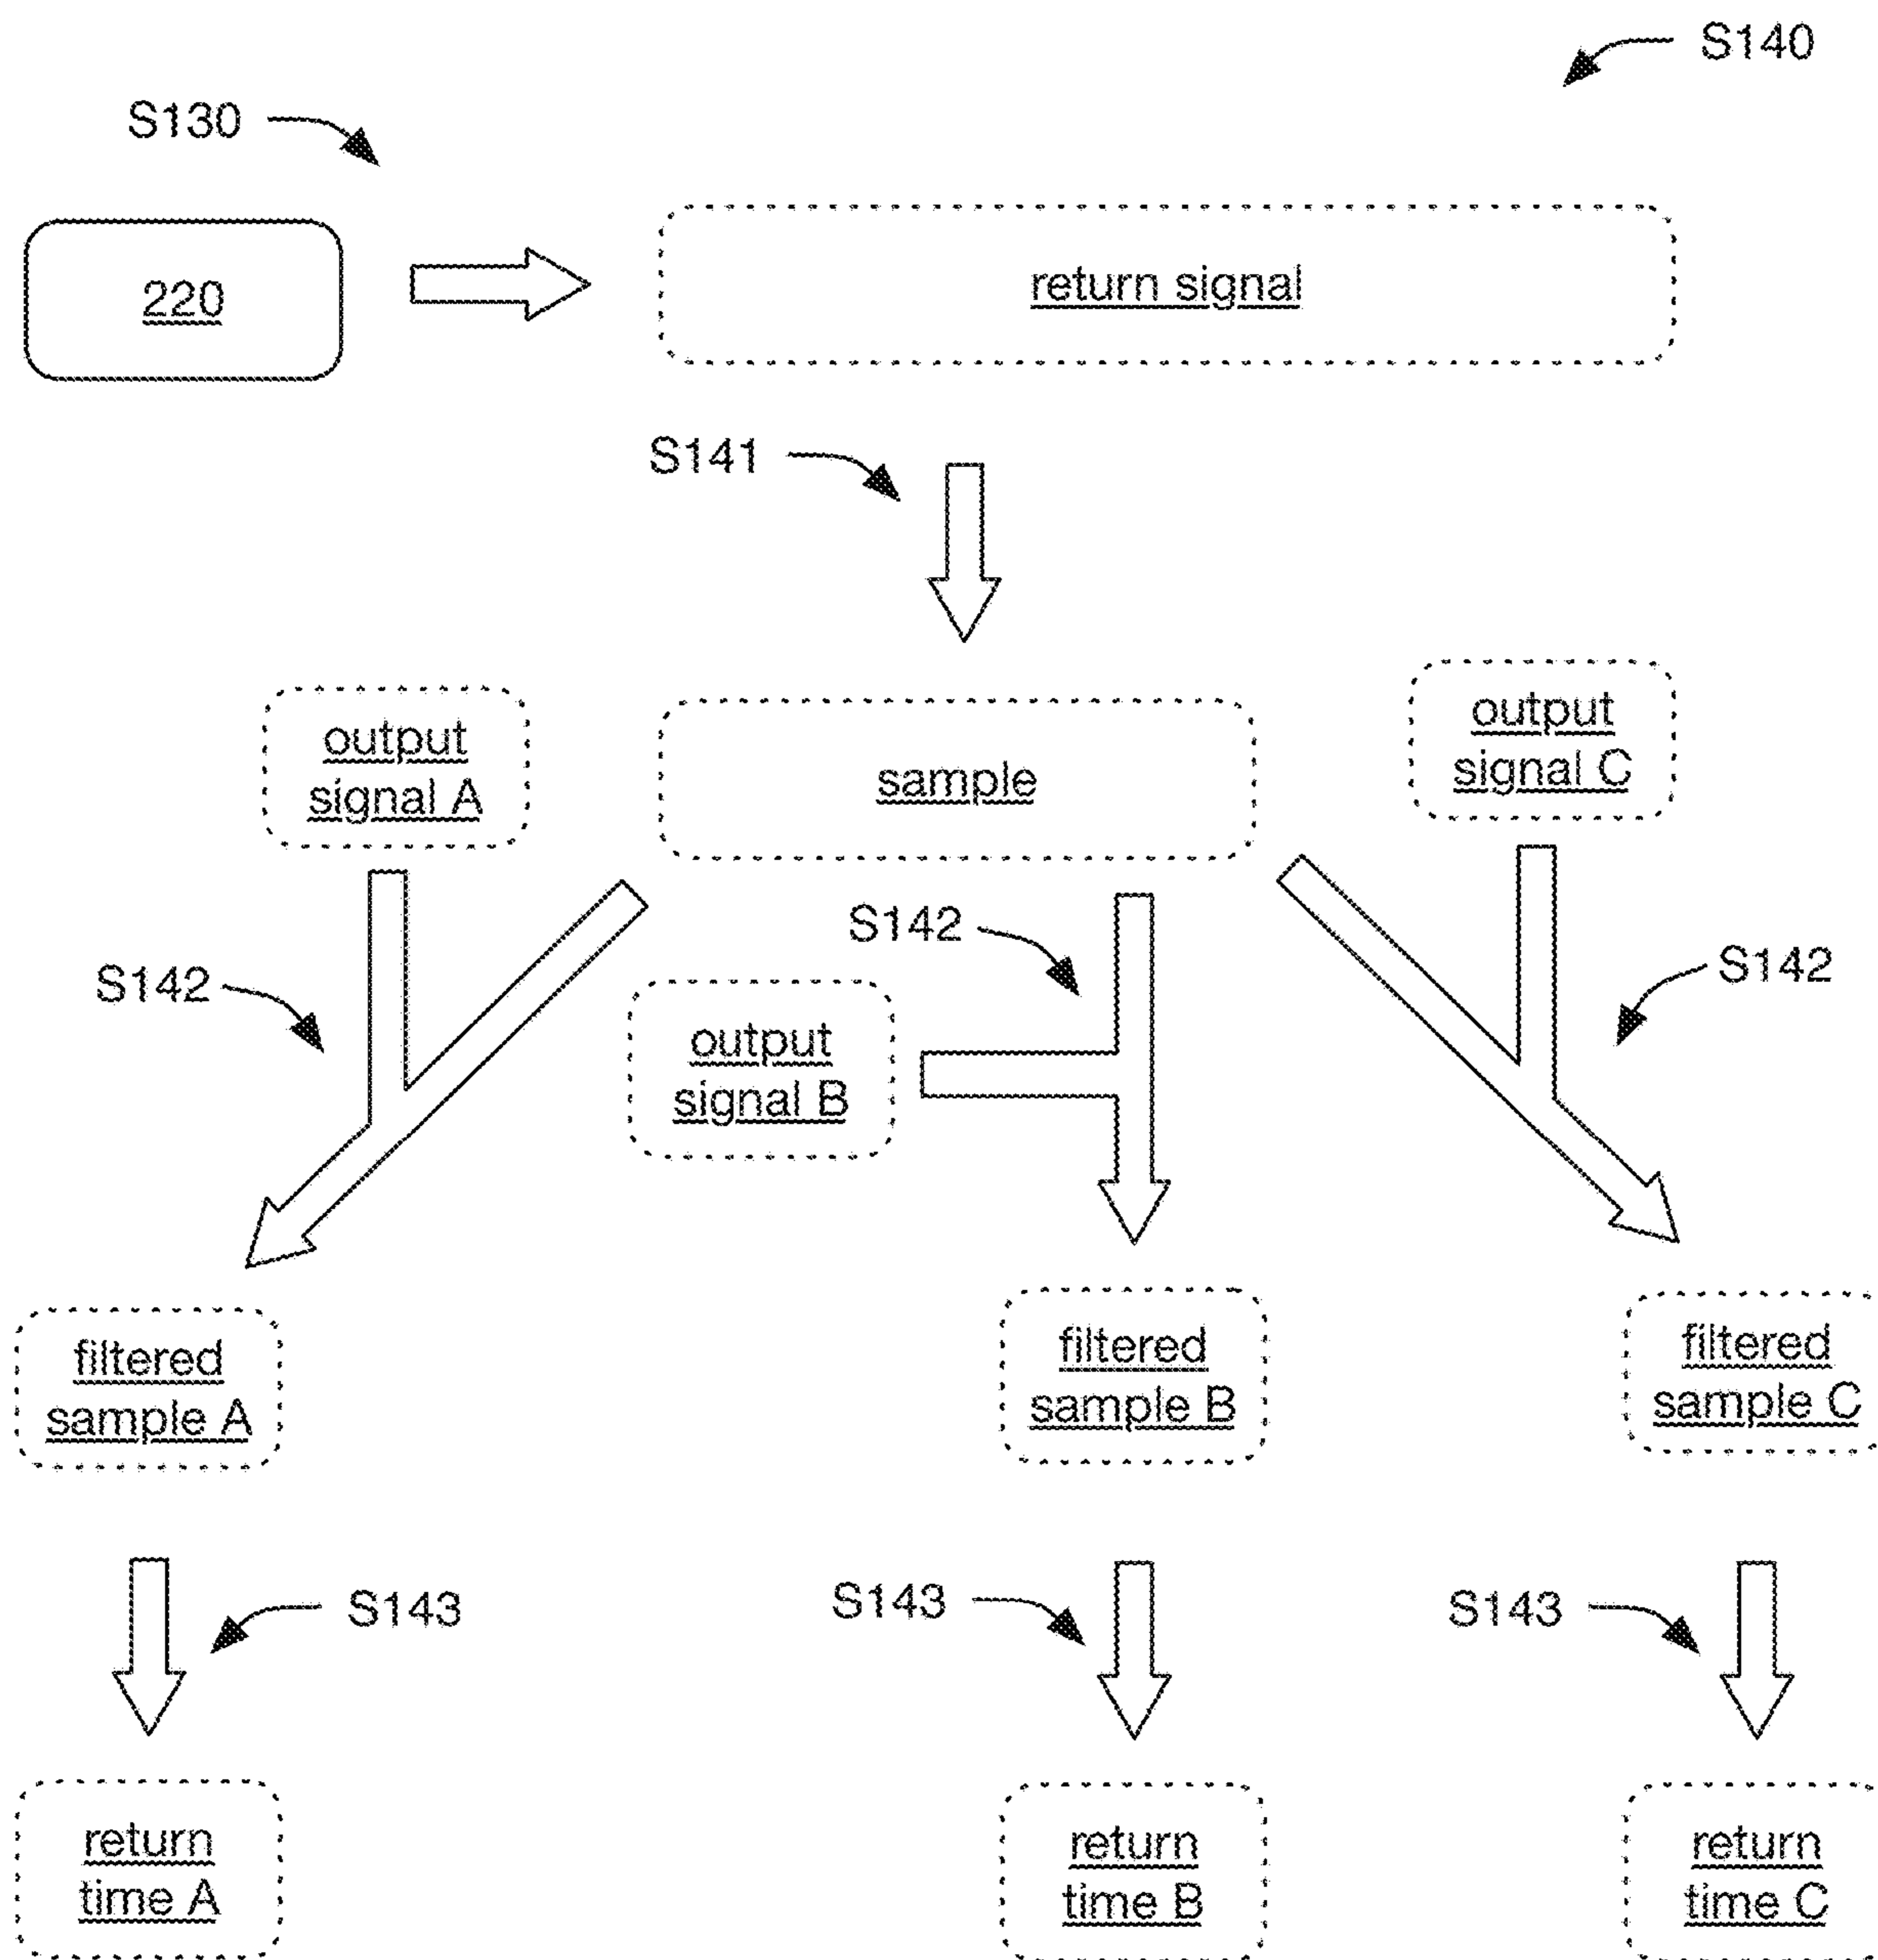 S140
S130
220
return signal
S141
output
signal A
sample
output
signal C
S142
S142
S142
output
signal B
filtered
sample A
filtered
sample B
filtered
sample C
S143
S143
S143
return
time A
return
time B
return
time C